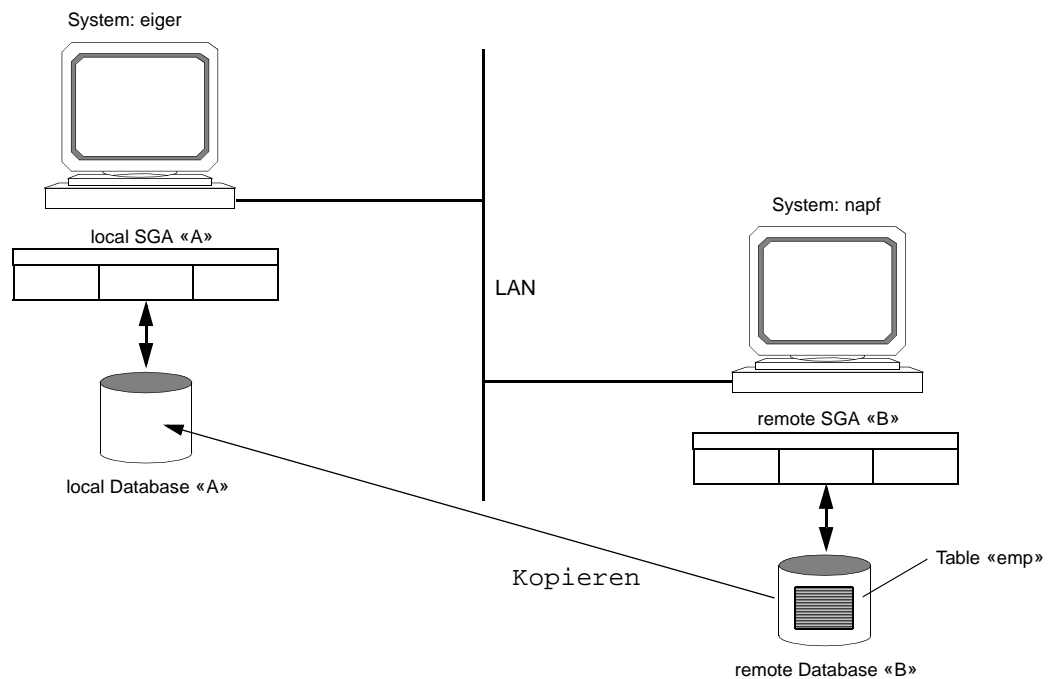 System: eiger
local SGA «A»
local Database «A»
LAN
System: napf
remote SGA «B»
Table «emp»
Kopieren
remote Database «B»